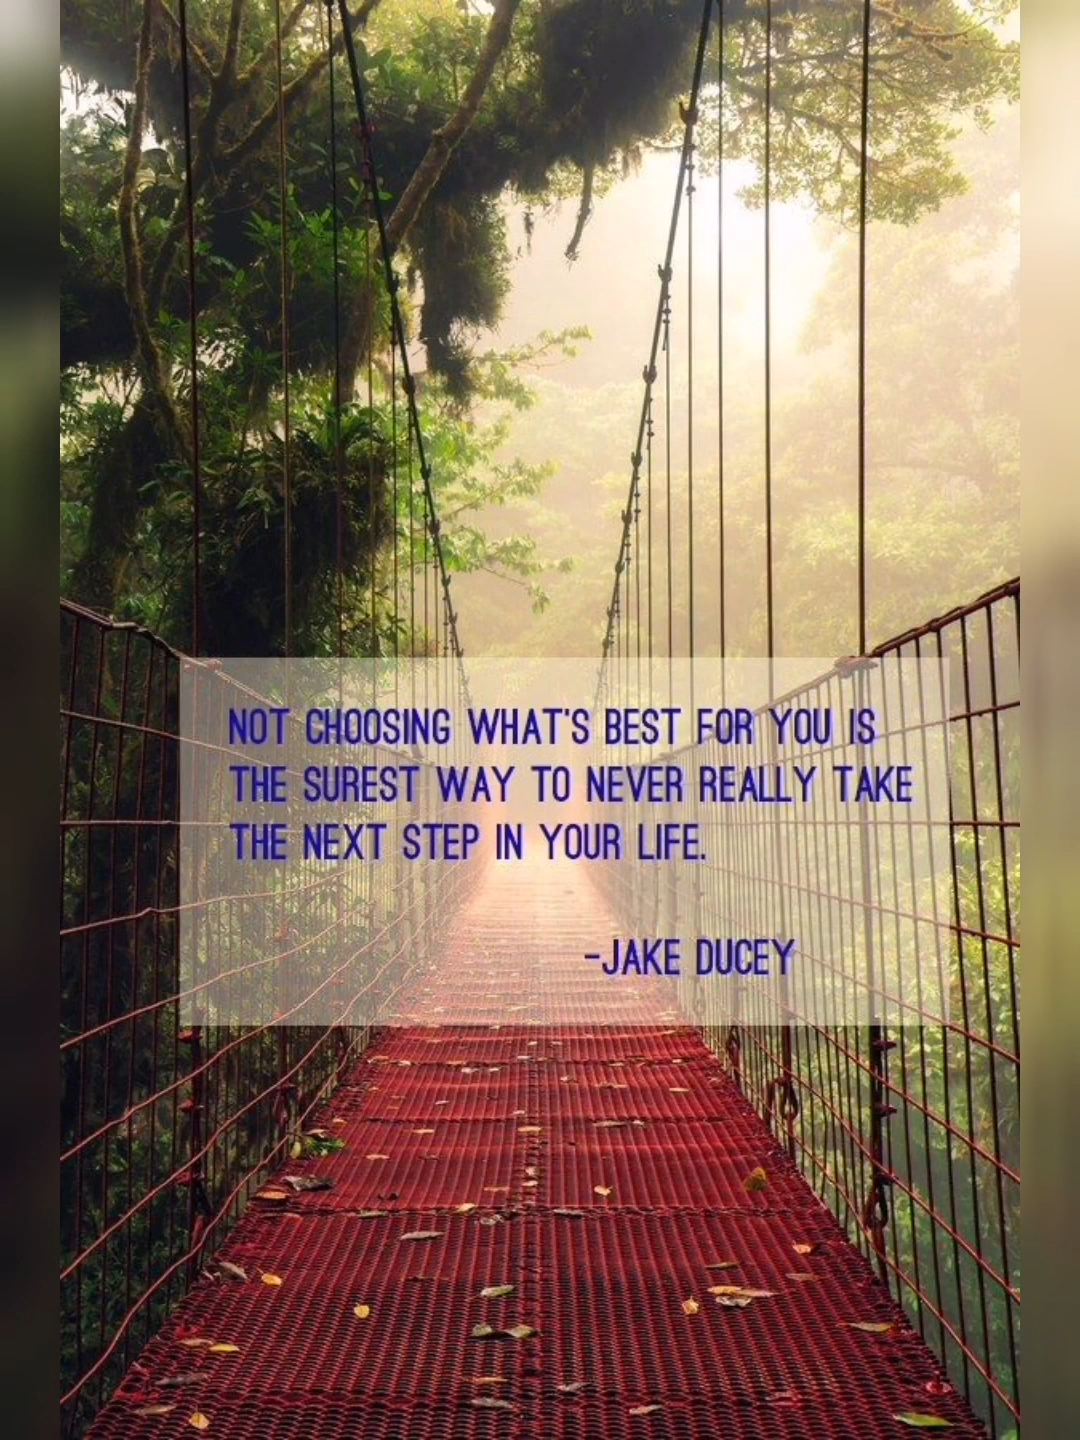 NOT CHOOSING WHAT'S BEST FOR YOU IS
THE SUREST WAY TO NEVER REALLY TAKE
THE NEXT STEP IN YOUR LIFE.
-JAKE DUCEY